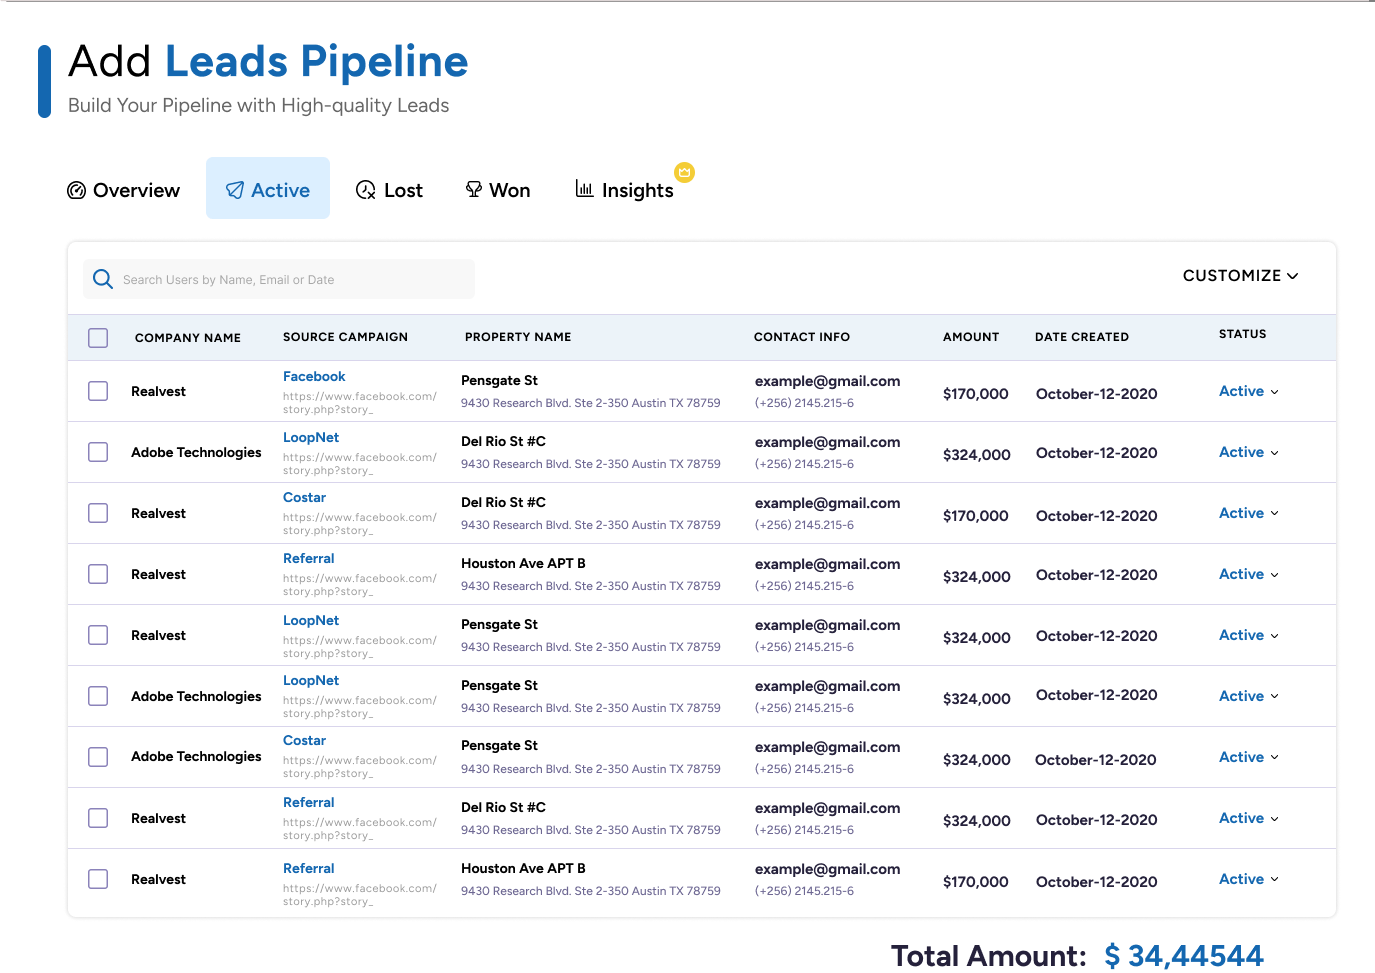 Add Leads Pipeline
Build Your Pipeline with High-quality Leads
Overview Active Lost Won Insights
Search Users by Name, Email or Date
CUSTOMIZE
COMPANY NAME SOURCE CAMPAIGN PROPERTY NAME CONTACT INFO AMOUNT DATE CREATED STATUS
Realvest Facebook Pensgate St example@gmail.com $170,000 October-12-2020 Active
https://www.facebook.com/ 9430 Research Blvd. Ste 2-350 Austin TX 78759 (+256) 2145.215-6
story.php?story_
Adobe Technologies LoopNet Del Rio St #C example@gmail.com $324,000 October-12-2020 Active
https://www.facebook.com/ 9430 Research Blvd. Ste 2-350 Austin TX 78759 (+256) 2145.215-6
story.php?story_
Realvest Costar Del Rio St #C example@gmail.com $170,000 October-12-2020 Active
https://www.facebook.com/ 9430 Research Blvd. Ste 2-350 Austin TX 78759 (+256) 2145.215-6
story.php?story_
Realvest Referral Houston Ave APT B example@gmail.com $324,000 October-12-2020 Active
https://www.facebook.com/ 9430 Research Blvd. Ste 2-350 Austin TX 78759 (+256) 2145.215-6
story.php?story_
Realvest LoopNet Pensgate St example@gmail.com $324,000 October-12-2020 Active
https://www.facebook.com/ 9430 Research Blvd. Ste 2-350 Austin TX 78759 (+256) 2145.215-6
story.php?story_
Adobe Technologies LoopNet Pensgate St example@gmail.com $324,000 October-12-2020 Active
https://www.facebook.com/ 9430 Research Blvd. Ste 2-350 Austin TX 78759 (+256) 2145.215-6
story.php?story_
Adobe Technologies Costar Pensgate St example@gmail.com $324,000 October-12-2020 Active
https://www.facebook.com/ 9430 Research Blvd. Ste 2-350 Austin TX 78759 (+256) 2145.215-6
story.php?story_
Realvest Referral Del Rio St #C example@gmail.com $324,000 October-12-2020 Active
https://www.facebook.com/ 9430 Research Blvd. Ste 2-350 Austin TX 78759 (+256) 2145.215-6
story.php?story_
Realvest Referral Houston Ave APT B example@gmail.com $170,000 October-12-2020 Active
https://www.facebook.com/ 9430 Research Blvd. Ste 2-350 Austin TX 78759 (+256) 2145.215-6
story.php?story_
Total Amount: $ 34,44544